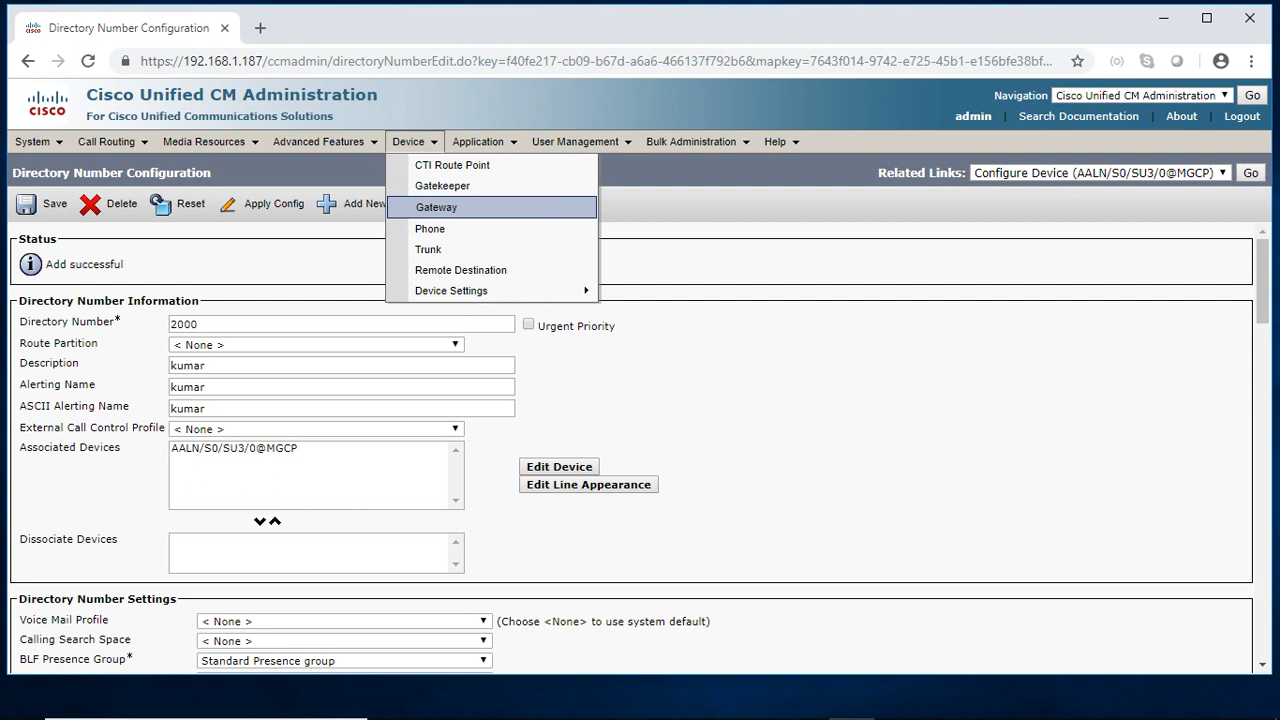 Directory Number Configuration
https://192.168.1.187/ccmadmin/directoryNumberEdit.do?key=f40fe217-cb09-b67d-a6a6-466137f792b6&mapkey=7643f014-9742-e725-45b1-e156bfe38bf...
Cisco Unified CM Administration
For Cisco Unified Communications Solutions
CISCO
Navigation Cisco Unified CM Administration Go
admin Search Documentation About Logout
System Call Routing Media Resources Advanced Features Device Application User Management Bulk Administration Help
Directory Number Configuration
Related Links: Configure Device (AALN/S0/SU3/0@MGCP) Go
Save Delete Reset Apply Config Add New
CTI Route Point
Gatekeeper
Gateway
Phone
Trunk
Remote Destination
Device Settings
Status
Add successful
Directory Number Information
Directory Number* 2000 Urgent Priority
Route Partition < None >
Description kumar
Alerting Name kumar
ASCII Alerting Name kumar
External Call Control Profile < None >
Associated Devices AALN/S0/SU3/0@MGCP
Edit Device
Edit Line Appearance
Dissociate Devices
Directory Number Settings
Voice Mail Profile < None > (Choose <None> to use system default)
Calling Search Space < None >
BLF Presence Group* Standard Presence group